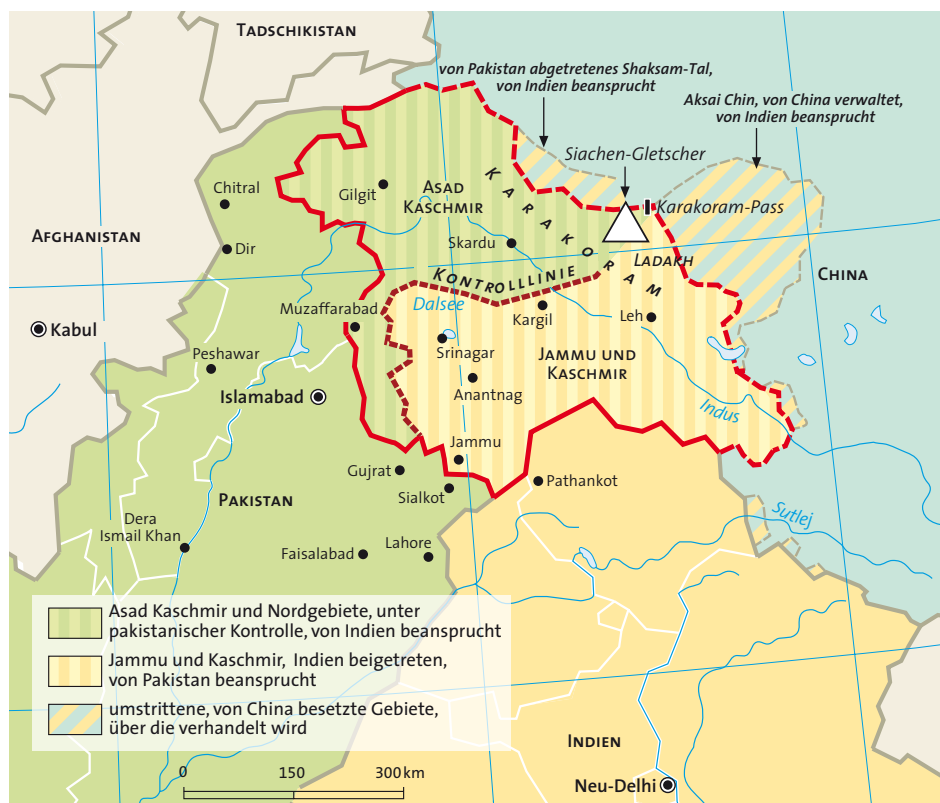 TADSCHIKISTAN
von Pakistan abgetretenes Shaksam-Tal,
von Indien beansprucht
Aksai Chin, von China verwaltet,
von Indien beansprucht
Siachen-Gletscher
Chitral
Gilgit
ASAD
KASCHMIR
KARAKORAM
Karakoram-Pass
AFGHANISTAN
Dir
Skardu
LADAKH
CHINA
KONTROLLLINIE
Muzaffarabad
Dalsee
Kargil
Leh
Kabul
Peshawar
Srinagar
JAMMU UND
KASCHMIR
Islamabad
Anantnag
Indus
Jammu
Gujrat
Pathankot
PAKISTAN
Sialkot
Sutlej
Dera
Ismail Khan
Faisalabad
Lahore
Asad Kaschmir und Nordgebiete, unter
pakistanischer Kontrolle, von Indien beansprucht
Jammu und Kaschmir, Indien beigetreten,
von Pakistan beansprucht
umstrittene, von China besetzte Gebiete,
über die verhandelt wird
INDIEN
0 150 300 km
Neu-Delhi